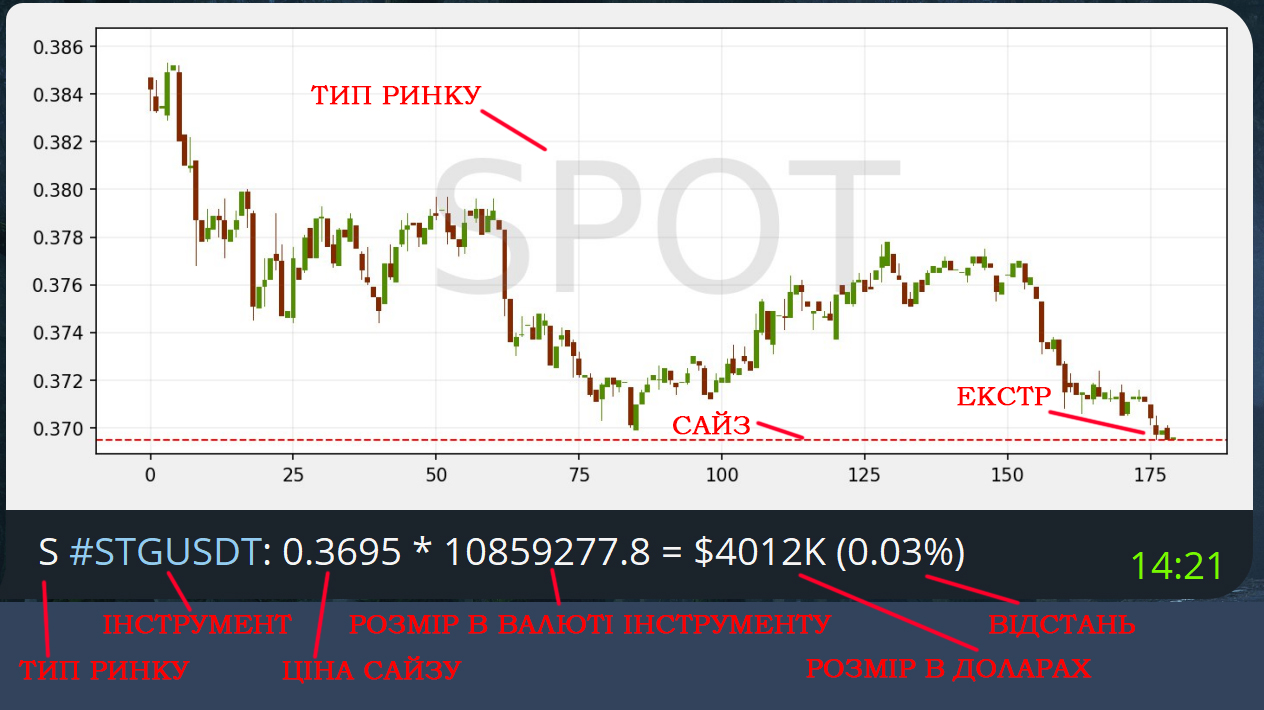 0.386
ТИП РИНКУ
0.384
0.382
SPOT
0.380
0.378
0.376
0.374
0.372
ЕКСТР
САЙЗ
0.370
0 25 50 75 100 125 150 175
S #STGUSDT: 0.3695 * 10859277.8 = $4012K (0.03%)
14:21
ІНСТРУМЕНТ РОЗМІР В ВАЛЮТІ ІНСТРУМЕНТУ ВІДСТАНЬ
ТИП РИНКУ ЦІНА САЙЗУ РОЗМІР В ДОЛАРАХ